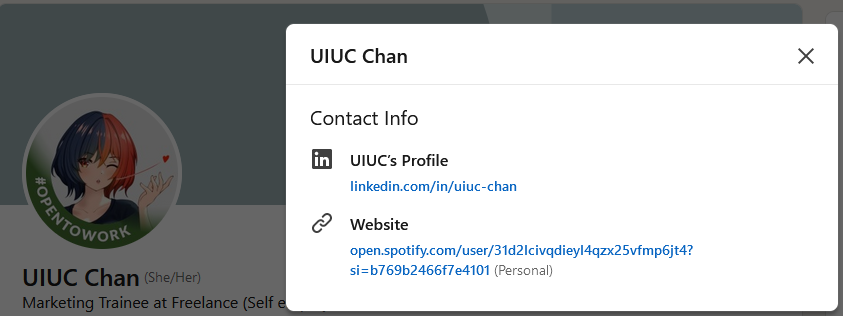 UIUC Chan
Contact Info
UIUC’s Profile
linkedin.com/in/uiuc-chan
Website
open.spotify.com/user/31d2lcivqdieyl4qzx25vfmp6jt4?
si=b769b2466f7e4101 (Personal)
#OPENTOWORK
UIUC Chan (She/Her)
Marketing Trainee at Freelance (Self e